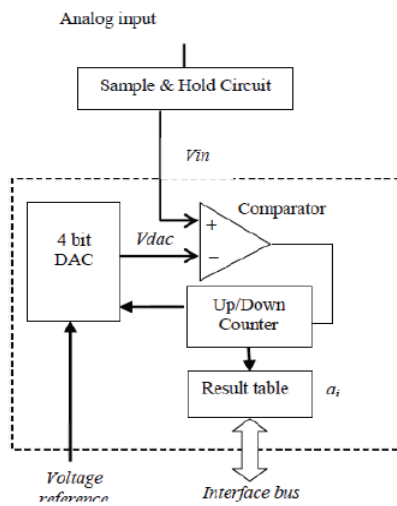 Analog input
Sample & Hold Circuit
Vin
Comparator
+
4 bit
DAC
Vdac
−
Up/Down
Counter
Result table
aᵢ
Voltage
reference
Interface bus